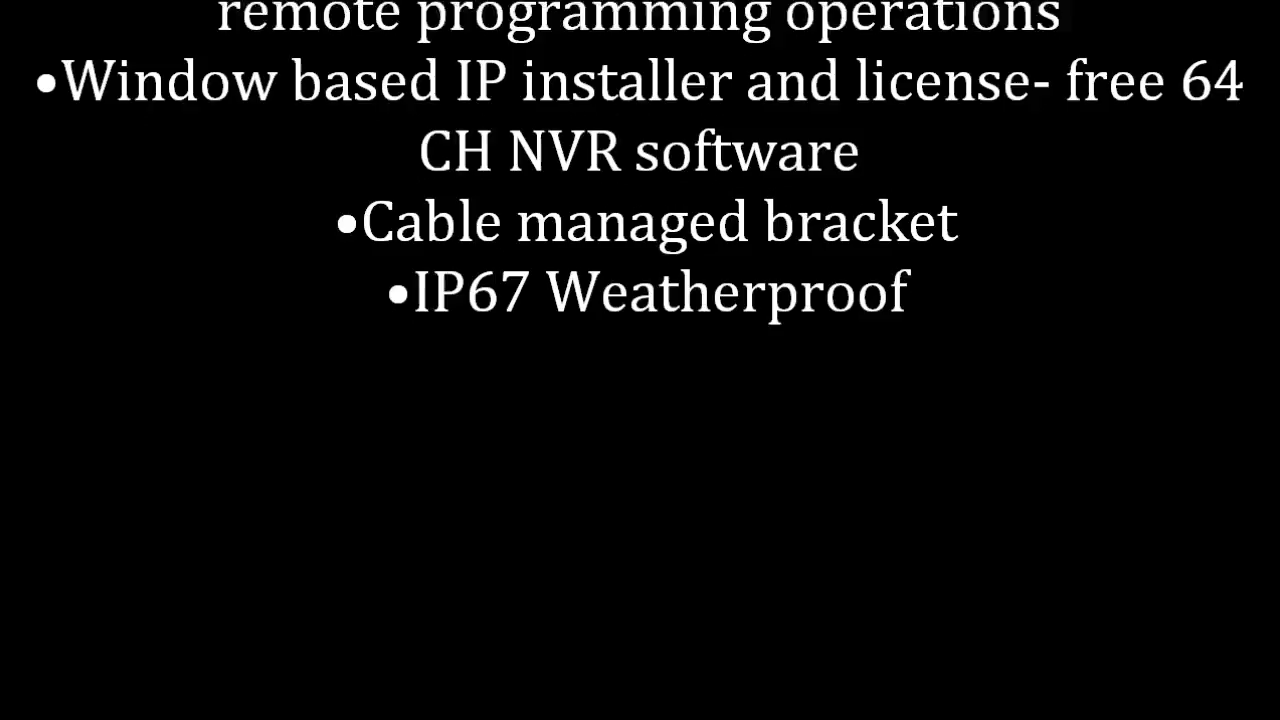 remote programming operations
•Window based IP installer and license- free 64
CH NVR software
•Cable managed bracket
•IP67 Weatherproof